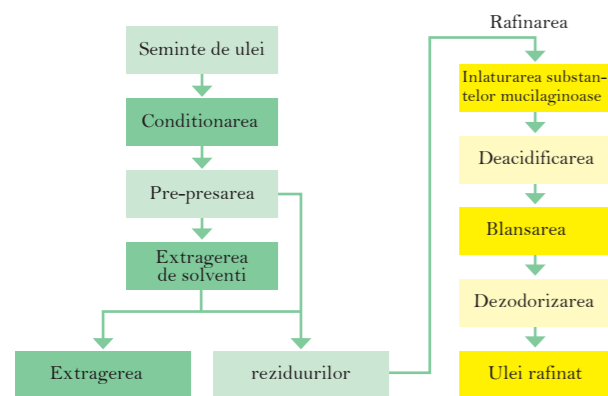 Seminte de ulei
Conditionarea
Pre-presarea
Extragerea
de solventi
Extragerea
reziduurilor
Rafinarea
Inlaturarea substan-
telor mucilaginoase
Deacidificarea
Blansarea
Dezodorizarea
Ulei rafinat